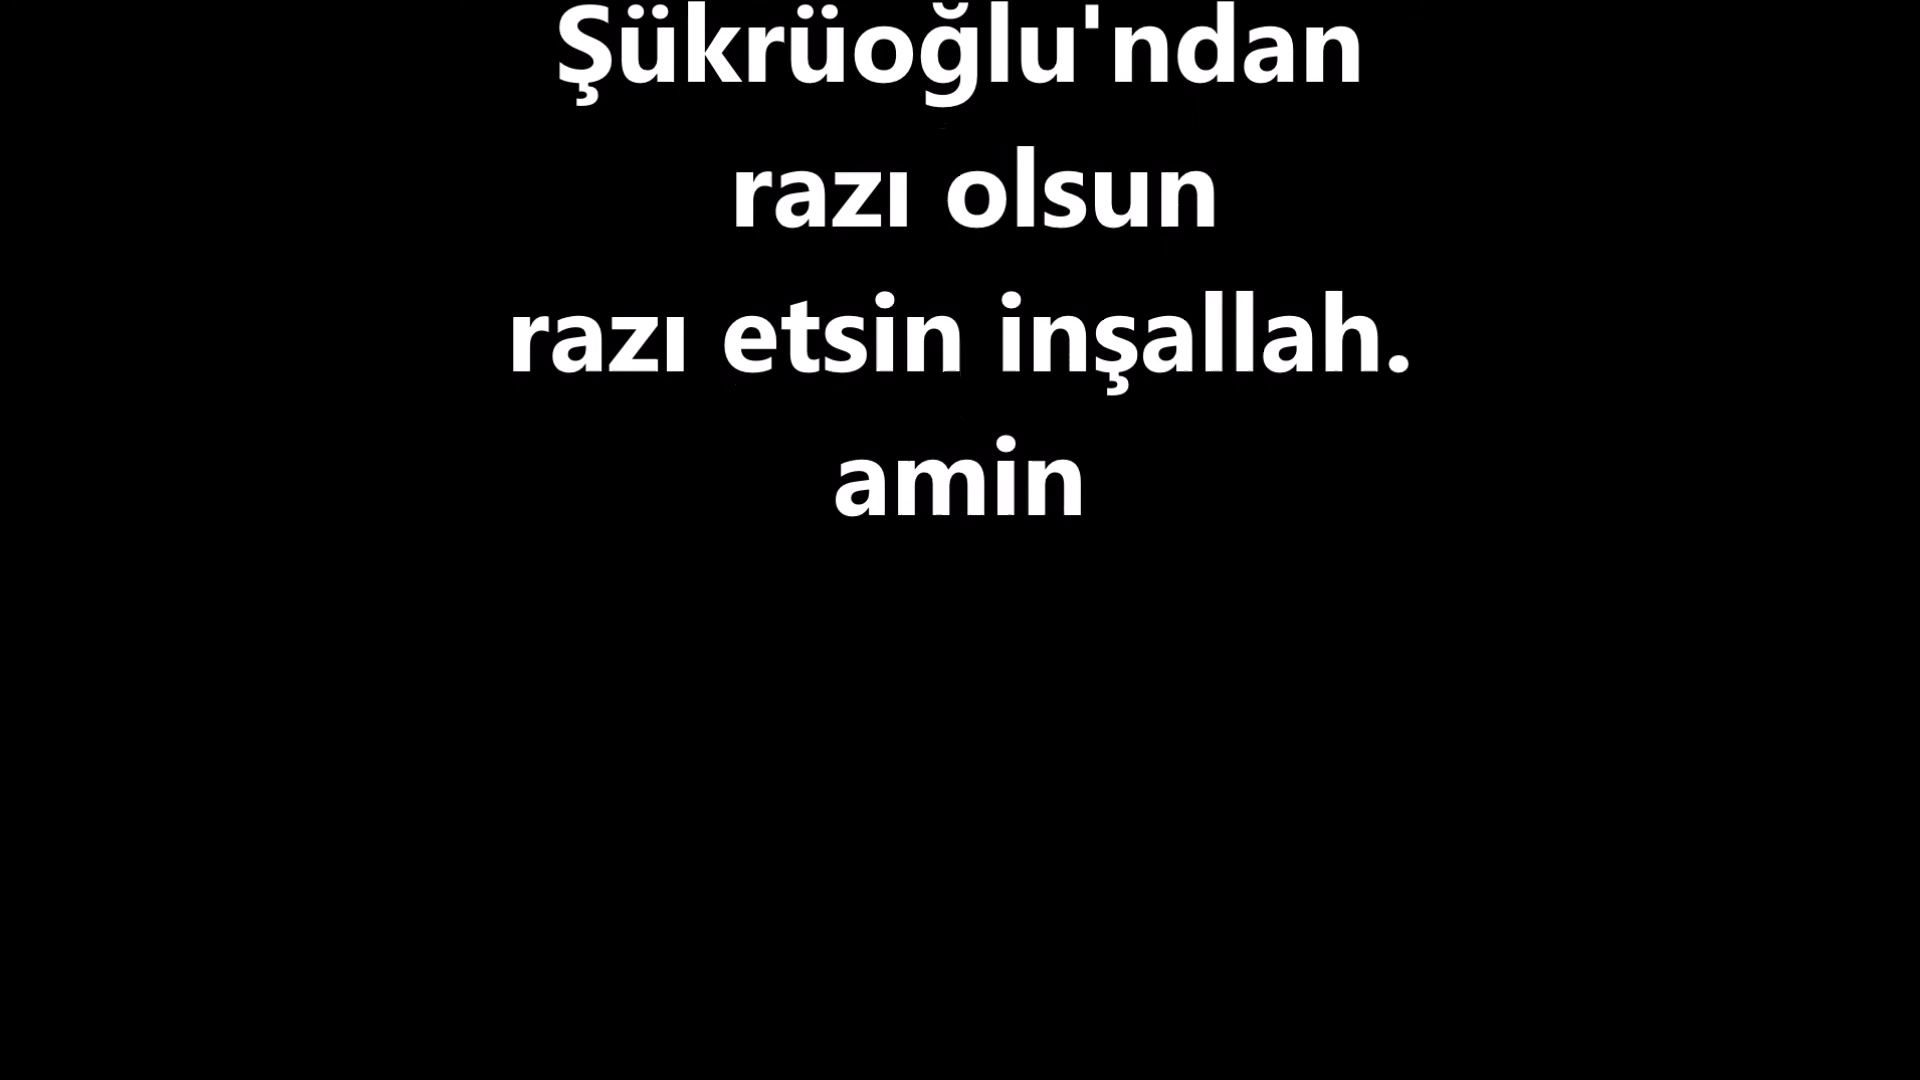 Şükrüoğlu'ndan
razı olsun
razı etsin inşallah.
amin